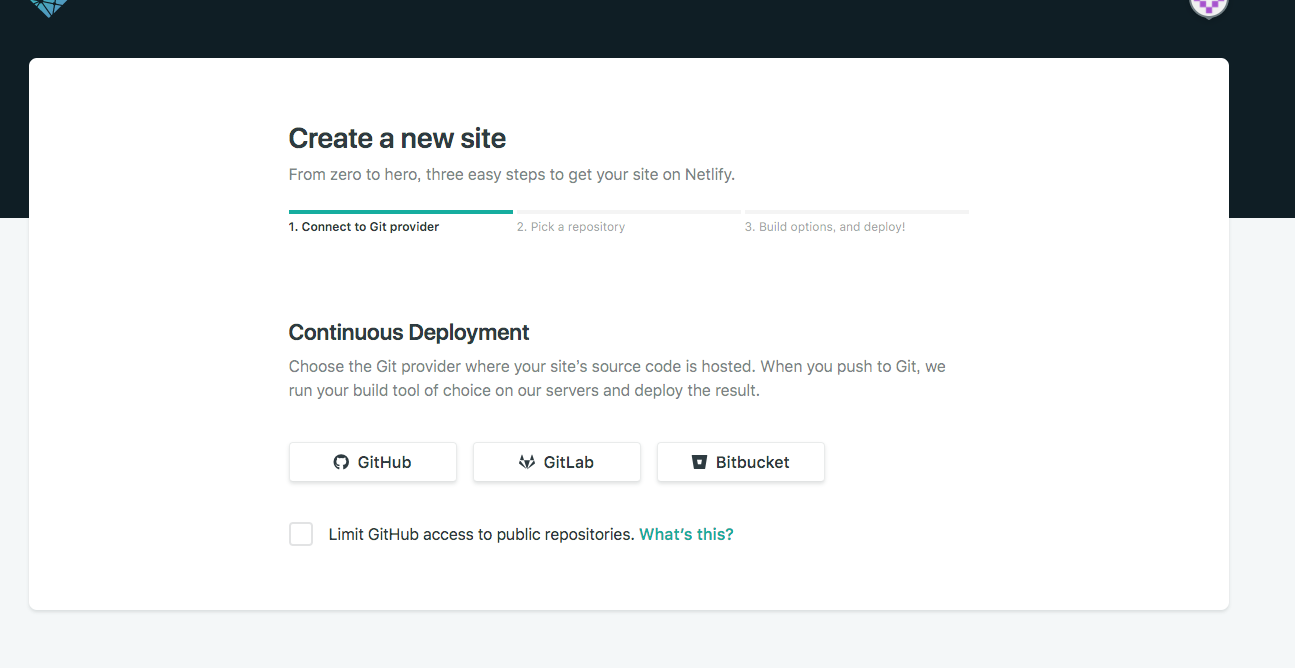 Create a new site
From zero to hero, three easy steps to get your site on Netlify.
1. Connect to Git provider
2. Pick a repository
3. Build options, and deploy!
Continuous Deployment
Choose the Git provider where your site's source code is hosted. When you push to Git, we
run your build tool of choice on our servers and deploy the result.
GitHub
GitLab
Bitbucket
Limit GitHub access to public repositories. What's this?